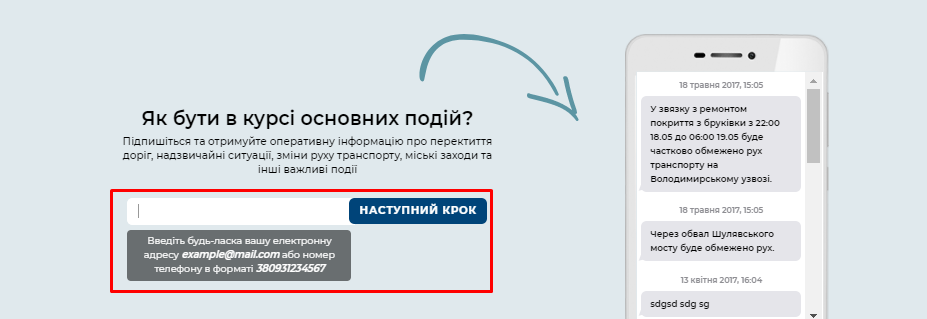 Як бути в курсі основних подій?
Підпишіться та отримуйте оперативну інформацію про перектиття
доріг, надзвичайні ситуації, зміни руху транспорту, міські заходи та
інші важливі події
НАСТУПНИЙ КРОК
Введіть будь-ласка вашу електронну
адресу example@mail.com або номер
телефону в форматі 380931234567
18 травня 2017, 15:05
У звязку з ремонтом
покриття з бруківки з 22:00
18.05 до 06:00 19.05 буде
частково обмежено рух
транспорту на
Володимирському узвозі.
18 травня 2017, 15:05
Через обвал Шулявського
мосту буде обмежено рух.
13 квітня 2017, 16:04
sdgsd sdg sg